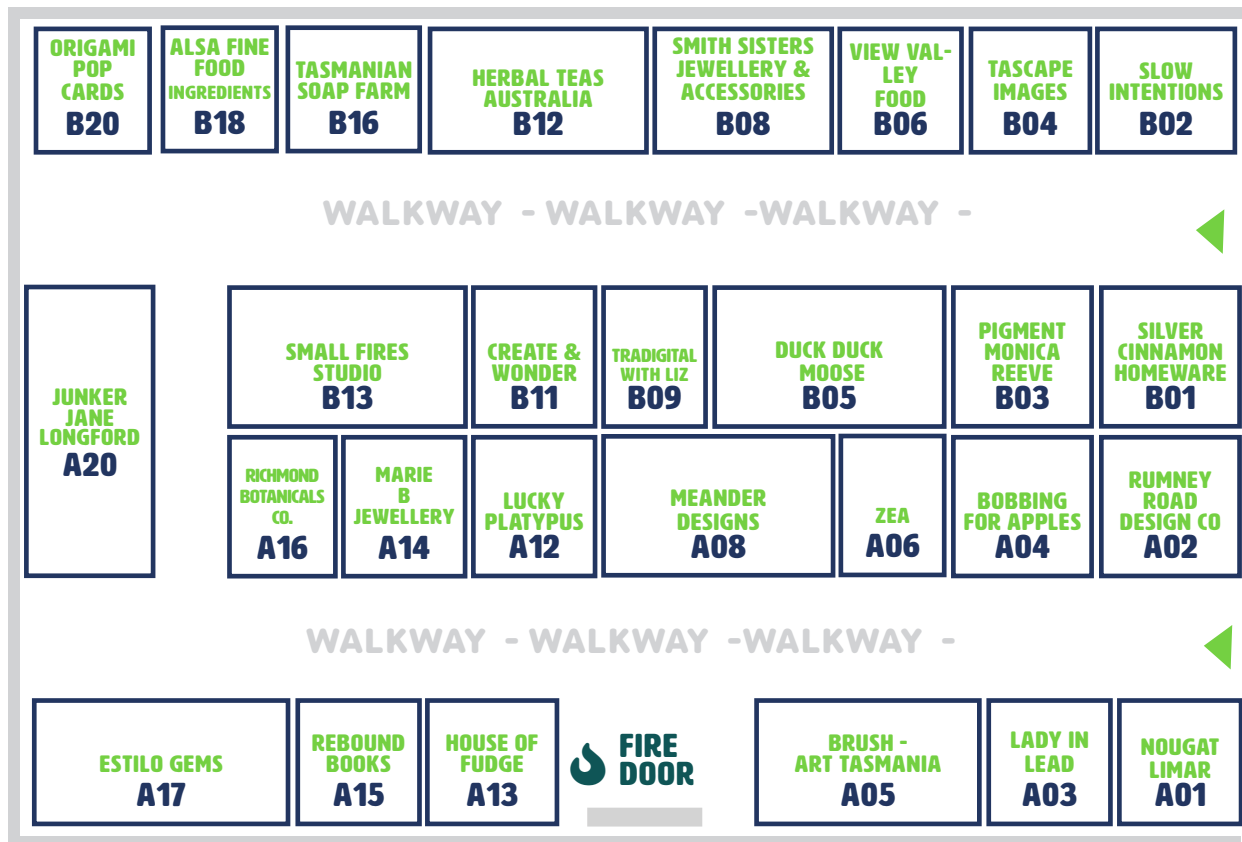 ORIGAMI
POP
CARDS
B20
ALSA FINE
FOOD
INGREDIENTS
B18
TASMANIAN
SOAP FARM
B16
HERBAL TEAS
AUSTRALIA
B12
SMITH SISTERS
JEWELLERY &
ACCESSORIES
B08
VIEW VAL-
LEY
FOOD
B06
TASCAPE
IMAGES
B04
SLOW
INTENTIONS
B02
WALKWAY - WALKWAY -WALKWAY -
JUNKER
JANE
LONGFORD
A20
SMALL FIRES
STUDIO
B13
CREATE &
WONDER
B11
TRADIGITAL
WITH LIZ
B09
DUCK DUCK
MOOSE
B05
PIGMENT
MONICA
REEVE
B03
SILVER
CINNAMON
HOMEWARE
B01
RICHMOND
BOTANICALS
CO.
A16
MARIE
B
JEWELLERY
A14
LUCKY
PLATYPUS
A12
MEANDER
DESIGNS
A08
ZEA
A06
BOBBING
FOR APPLES
A04
RUMNEY
ROAD
DESIGN CO
A02
WALKWAY - WALKWAY -WALKWAY -
ESTILO GEMS
A17
REBOUND
BOOKS
A15
HOUSE OF
FUDGE
A13
FIRE
DOOR
BRUSH -
ART TASMANIA
A05
LADY IN
LEAD
A03
NOUGAT
LIMAR
A01